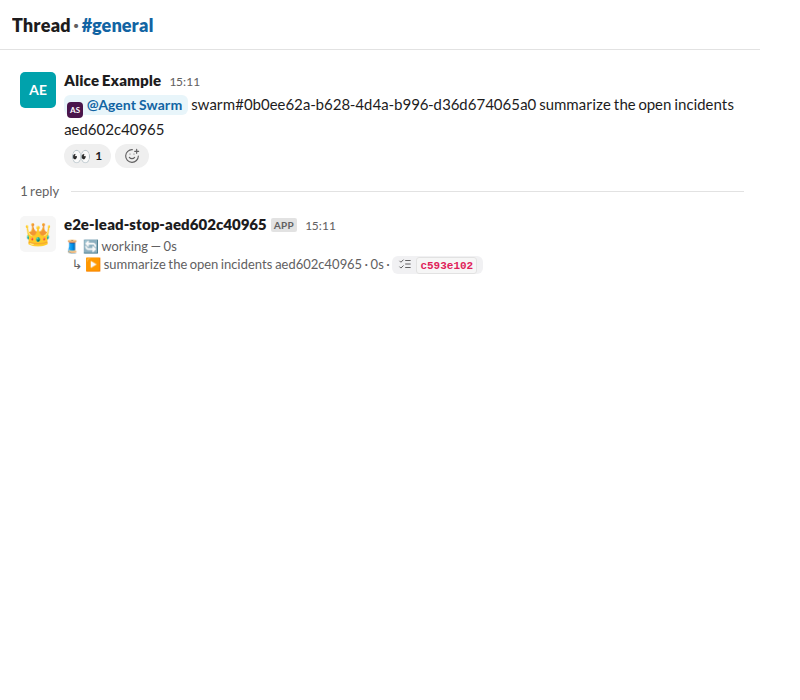 Thread · #general
AE
Alice Example 15:11
AS @Agent Swarm swarm#0b0ee62a-b628-4d4a-b996-d36d674065a0 summarize the open incidents
aed602c40965
1
1 reply
e2e-lead-stop-aed602c40965 APP 15:11
working — 0s
↳ summarize the open incidents aed602c40965 · 0s · c593e102